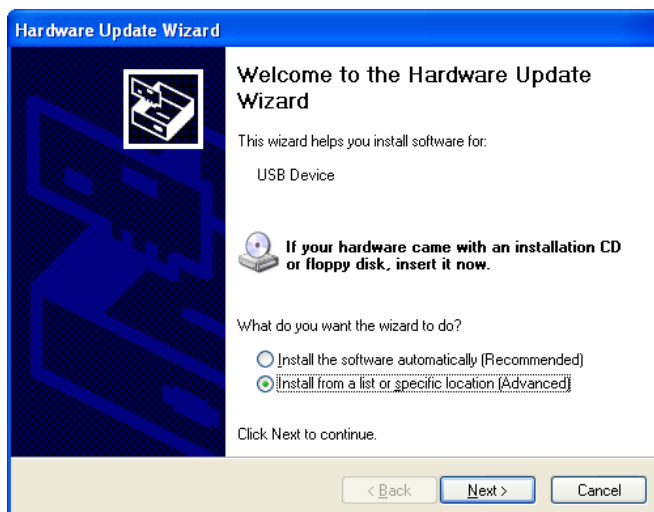 Hardware Update Wizard
Welcome to the Hardware Update
Wizard
This wizard helps you install software for:
USB Device
If your hardware came with an installation CD
or floppy disk, insert it now.
What do you want the wizard to do?
Install the software automatically (Recommended)
Install from a list or specific location (Advanced)
Click Next to continue.
< Back
Next >
Cancel